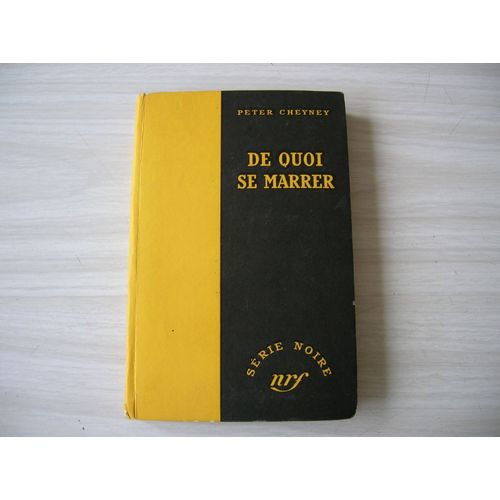 PETER CHEYNEY
DE QUOI
SE MARRER
SÉRIE NOIRE
nrf